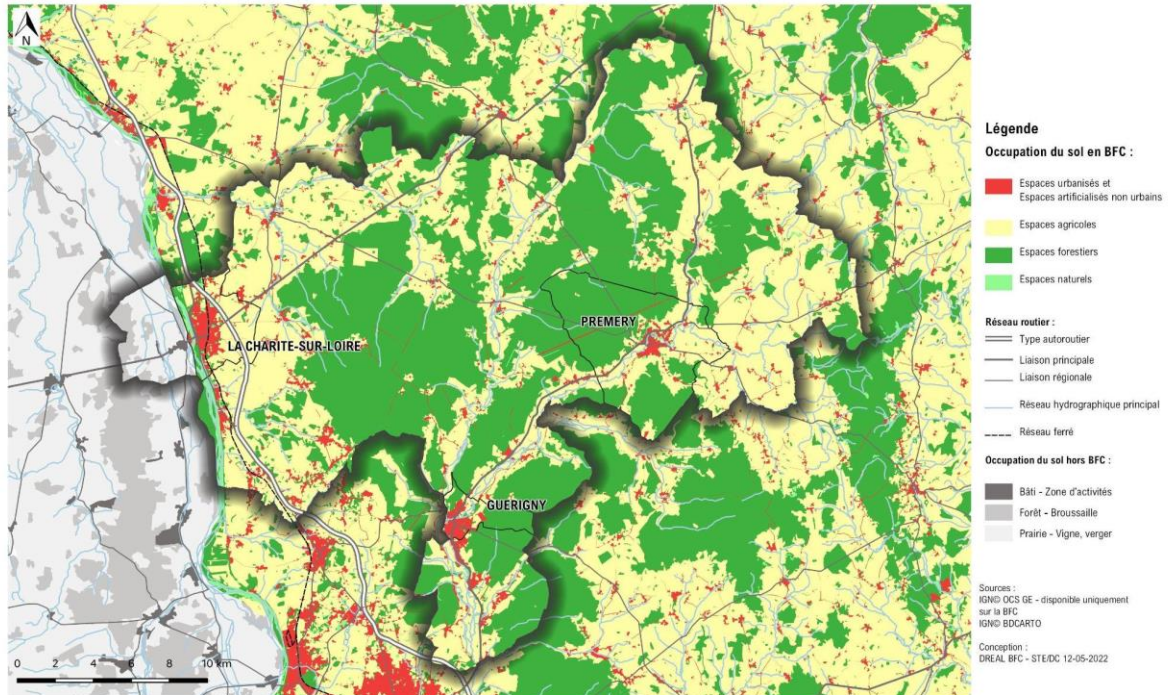 N
LA CHARITE-SUR-LOIRE
PREMERY
GUERIGNY
0 2 4 6 8 10 km
Légende
Occupation du sol en BFC :
Espaces urbanisés et
Espaces artificialisés non urbains
Espaces agricoles
Espaces forestiers
Espaces naturels
Réseau routier :
Type autoroutier
Liaison principale
Liaison régionale
Réseau hydrographique principal
Réseau ferré
Occupation du sol hors BFC :
Bâti - Zone d'activités
Forêt - Broussaille
Prairie - Vigne, verger
Sources :
IGN© OCS GE - disponible uniquement
sur la BFC
IGN© BDCARTO
Conception :
DREAL BFC - STE/DC 12-05-2022